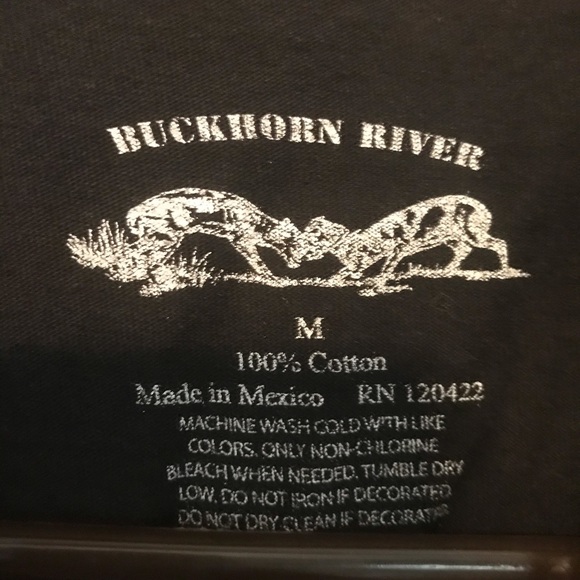 BUCKHORN RIVER
M
100% Cotton
Made in Mexico RN 120422
MACHINE WASH COLD WITH LIKE
COLORS. ONLY NON-CHLORINE
BLEACH WHEN NEEDED. TUMBLE DRY
LOW. DO NOT IRON IF DECORATED
DO NOT DRY CLEAN IF DECORATED